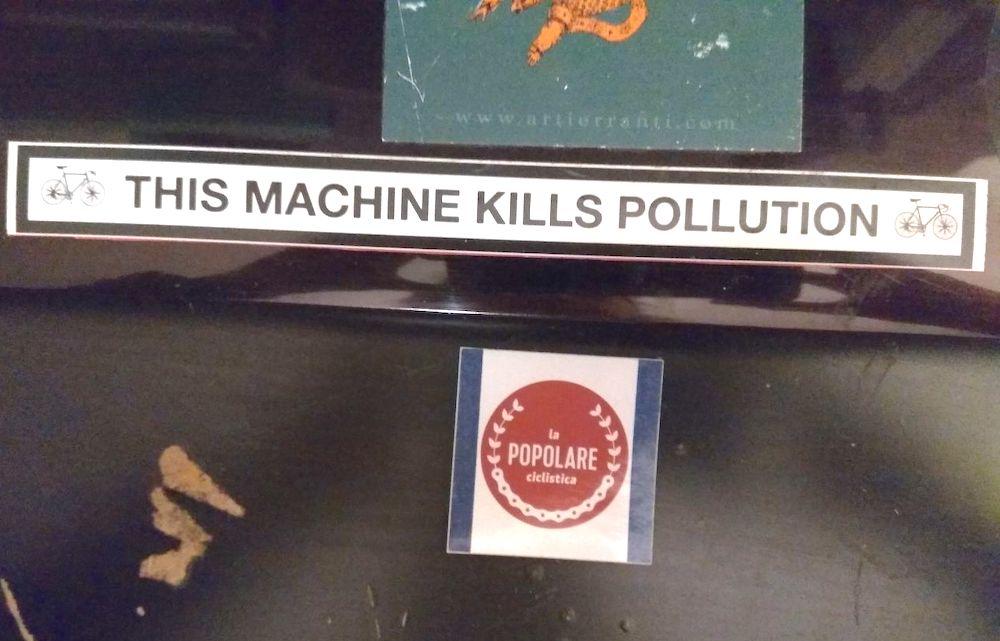 www.artierranti.com
THIS MACHINE KILLS POLLUTION
la
POPOLARE
ciclistica